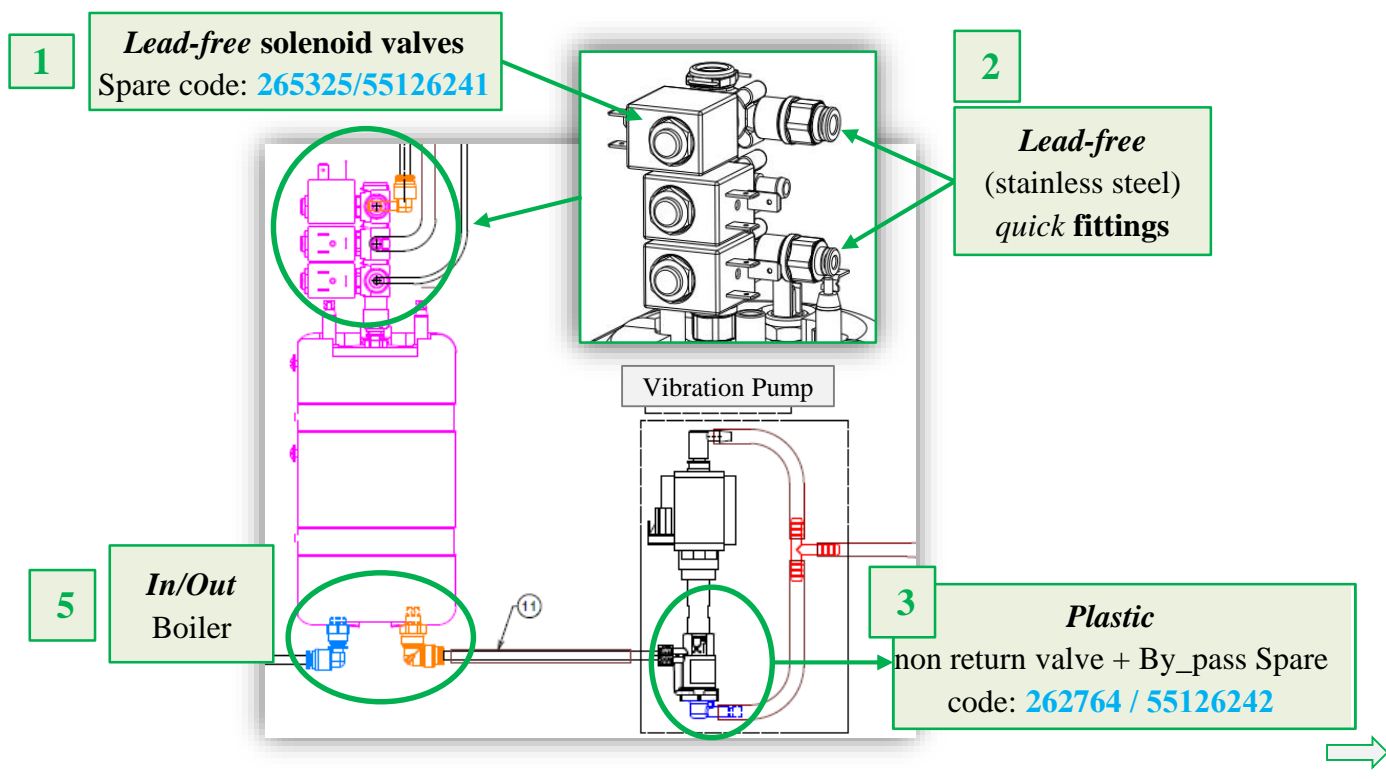 1
Lead-free solenoid valves
Spare code: 265325/55126241
2
Lead-free
(stainless steel)
quick fittings
Vibration Pump
5
In/Out
Boiler
11
3
Plastic
non return valve + By_pass Spare
code: 262764 / 55126242